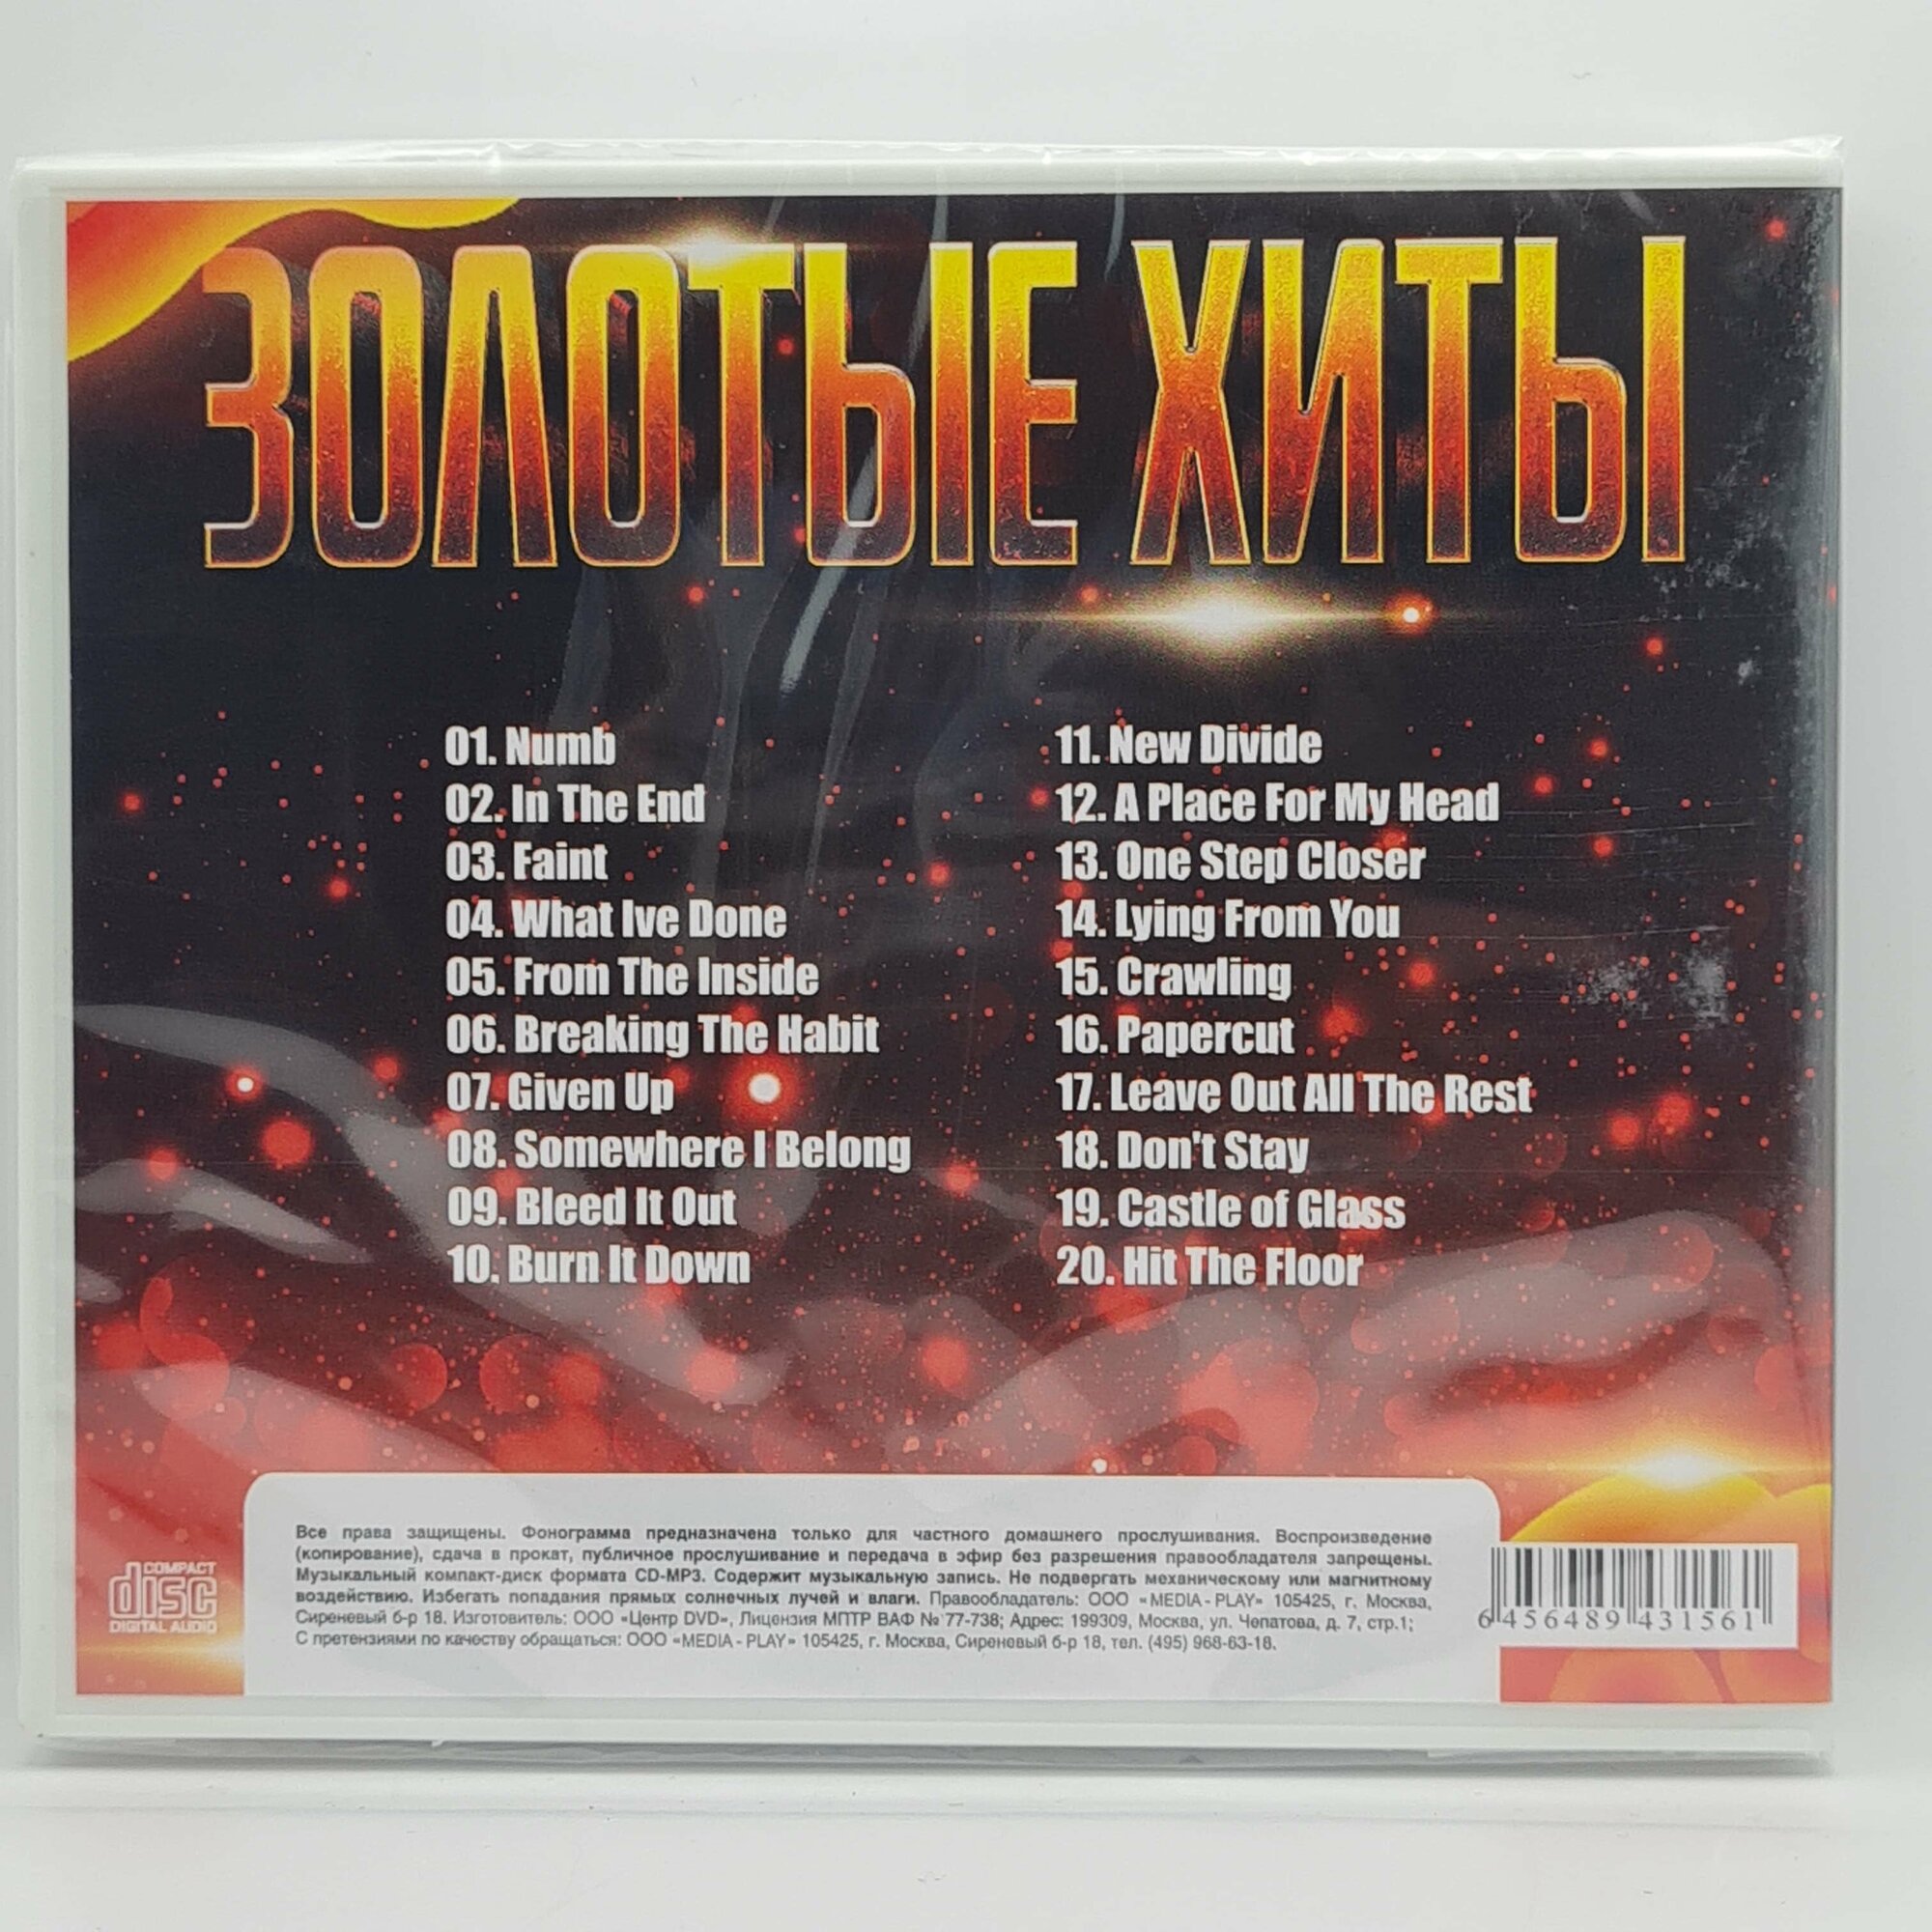 ЗОЛОТЫЕ ХИТЫ
01. Numb
02. In The End
03. Faint
04. What Ive Done
05. From The Inside
06. Breaking The Habit
07. Given Up
08. Somewhere I Belong
09. Bleed It Out
10. Burn It Down
11. New Divide
12. A Place For My Head
13. One Step Closer
14. Lying From You
15. Crawling
16. Papercut
17. Leave Out All The Rest
18. Don't Stay
19. Castle of Glass
20. Hit The Floor
COMPACT
disc
DIGITAL AUDIO
Все права защищены. Фонограмма предназначена только для частного домашнего прослушивания. Воспроизведение
(копирование), сдача в прокат, публичное прослушивание и передача в эфир без разрешения правообладателя запрещены.
Музыкальный компакт-диск формата CD-MP3. Содержит музыкальную запись. Не подвергать механическому или магнитному
воздействию. Избегать попадания прямых солнечных лучей и влаги. Правообладатель: ООО «MEDIA - PLAY» 105425, г. Москва,
Сиреневый б-р 18. Изготовитель: ООО «Центр DVD», Лицензия МПТР ВАФ № 77-738; Адрес: 199309, Москва, ул. Чепатова, д. 7, стр.1;
С претензиями по качеству обращаться: ООО «MEDIA - PLAY» 105425, г. Москва, Сиреневый б-р 18, тел. (495) 968-63-18.
6 456489 431561